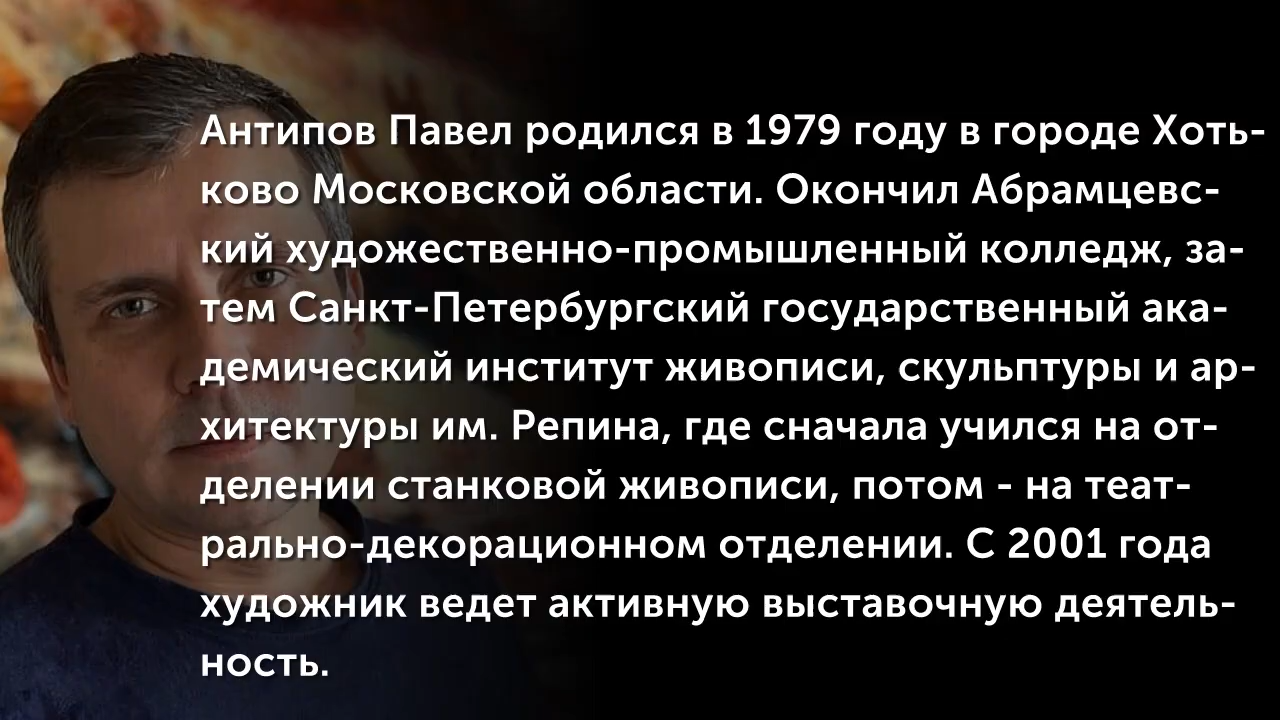 Антипов Павел родился в 1979 году в городе Хоть-
ково Московской области. Окончил Абрамцевс-
кий художественно-промышленный колледж, за-
тем Санкт-Петербургский государственный ака-
демический институт живописи, скульптуры и ар-
хитектуры им. Репина, где сначала учился на от-
делении станковой живописи, потом - на теат-
рально-декорационном отделении. С 2001 года
художник ведет активную выставочную деятель-
ность.